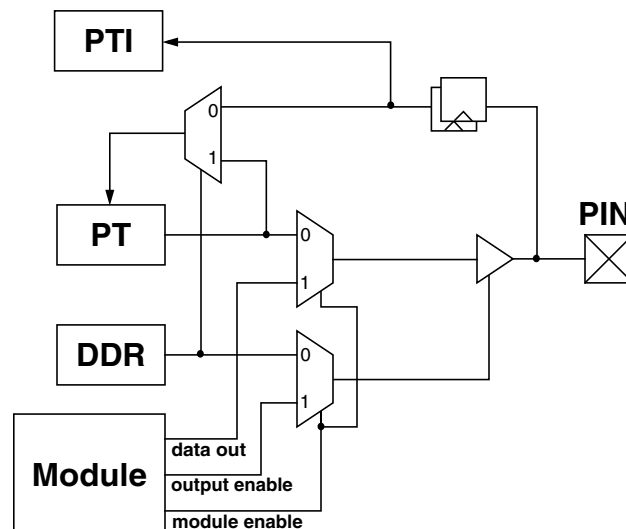 PTI
0
1
PIN
PT
0
1
DDR
0
1
data out
Module
output enable
module enable